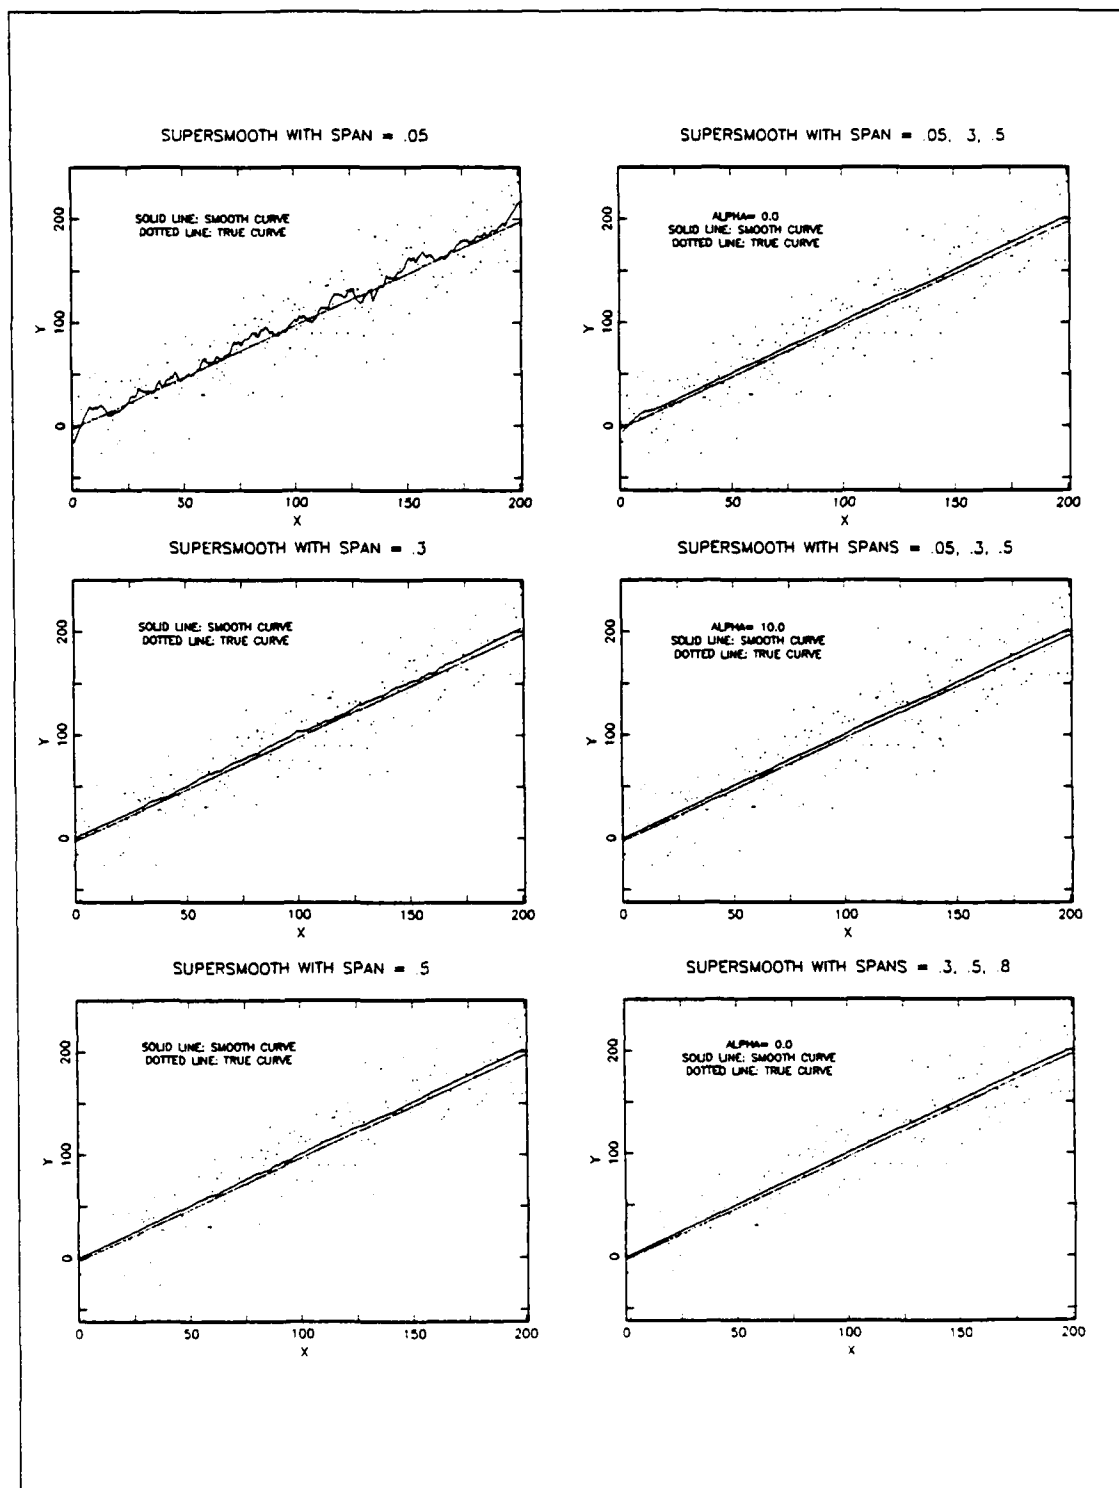 SUPERSMOOTH WITH SPAN = .05
SOLID LINE: SMOOTH CURVE
DOTTED LINE: TRUE CURVE
200
100
0
Y
0 50 100 150 200
X
SUPERSMOOTH WITH SPAN = .05, .3, .5
ALPHA= 0.0
SOLID LINE: SMOOTH CURVE
DOTTED LINE: TRUE CURVE
200
100
0
Y
0 50 100 150 200
X
SUPERSMOOTH WITH SPAN = .3
SOLID LINE: SMOOTH CURVE
DOTTED LINE: TRUE CURVE
200
100
0
Y
0 50 100 150 200
X
SUPERSMOOTH WITH SPANS = .05, .3, .5
ALPHA= 10.0
SOLID LINE: SMOOTH CURVE
DOTTED LINE: TRUE CURVE
200
100
0
Y
0 50 100 150 200
X
SUPERSMOOTH WITH SPAN = .5
SOLID LINE: SMOOTH CURVE
DOTTED LINE: TRUE CURVE
200
100
0
Y
0 50 100 150 200
X
SUPERSMOOTH WITH SPANS = .3, .5, .8
ALPHA= 0.0
SOLID LINE: SMOOTH CURVE
DOTTED LINE: TRUE CURVE
200
100
0
Y
0 50 100 150 200
X